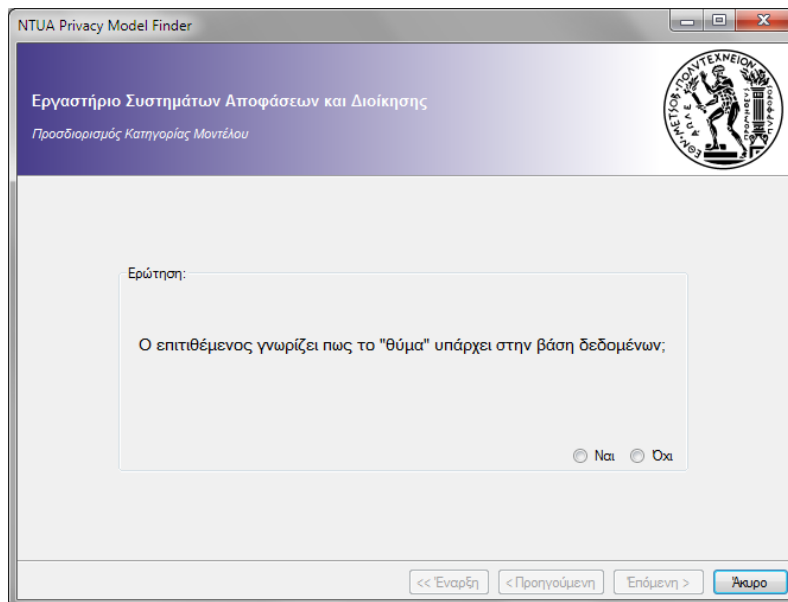 NTUA Privacy Model Finder
Εργαστήριο Συστημάτων Αποφάσεων και Διοίκησης
Προσδιορισμός Κατηγορίας Μοντέλου
Ερώτηση:
Ο επιτιθέμενος γνωρίζει πως το "θύμα" υπάρχει στην βάση δεδομένων;
Ναι Όχι
<< Έναρξη < Προηγούμενη Έπόμενη > Άκυρο